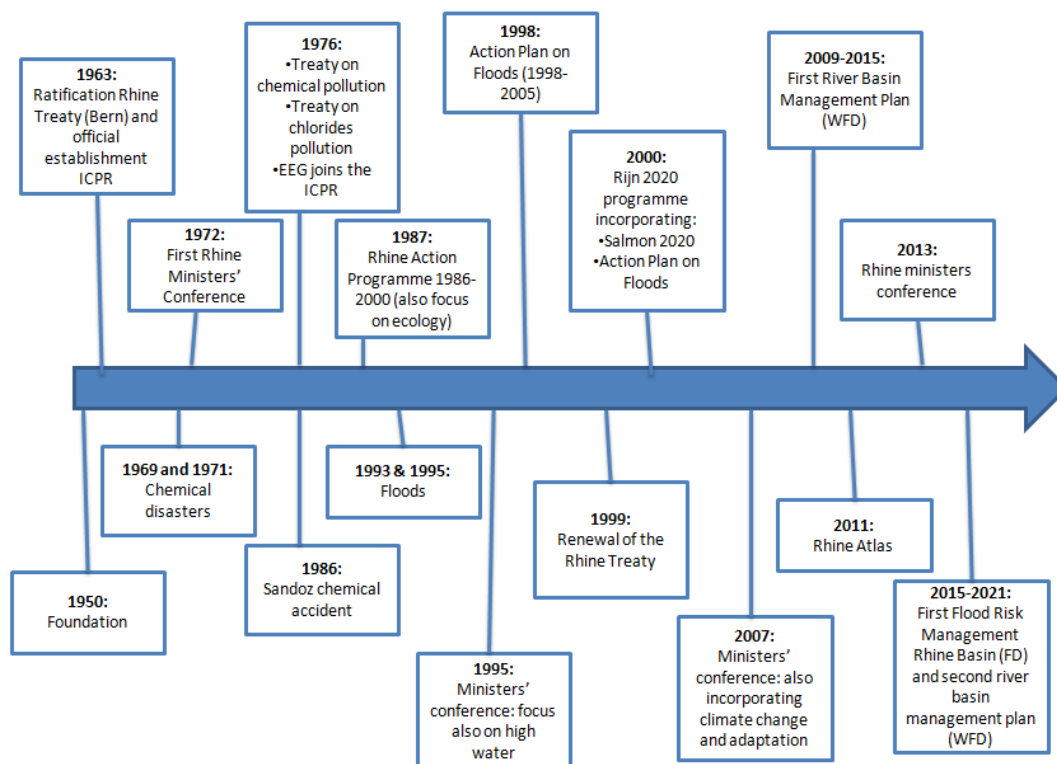 1963:
Ratification Rhine
Treaty (Bern) and
official
establishment
ICPR
1976:
•Treaty on
chemical pollution
•Treaty on
chlorides
pollution
•EEG joins the
ICPR
1998:
Action Plan on
Floods (1998-
2005)
2009-2015:
First River Basin
Management Plan
(WFD)
1972:
First Rhine
Ministers'
Conference
1987:
Rhine Action
Programme 1986-
2000 (also focus
on ecology)
2000:
Rijn 2020
programme
incorporating:
•Salmon 2020
•Action Plan on
Floods
2013:
Rhine ministers
conference
1969 and 1971:
Chemical
disasters
1993 & 1995:
Floods
1950:
Foundation
1986:
Sandoz chemical
accident
1999:
Renewal of the
Rhine Treaty
2011:
Rhine Atlas
1995:
Ministers'
conference: focus
also on high
water
2007:
Ministers'
conference: also
incorporating
climate change
and adaptation
2015-2021:
First Flood Risk
Management
Rhine Basin (FD)
and second river
basin
management plan
(WFD)